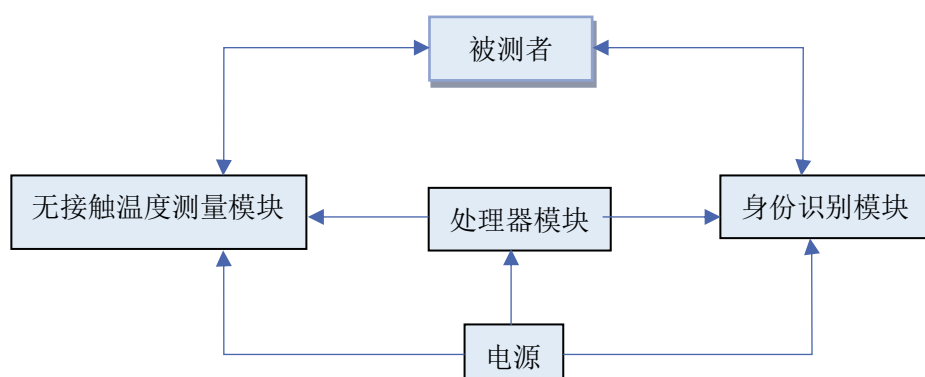 被测者
无接触温度测量模块
处理器模块
身份识别模块
电源